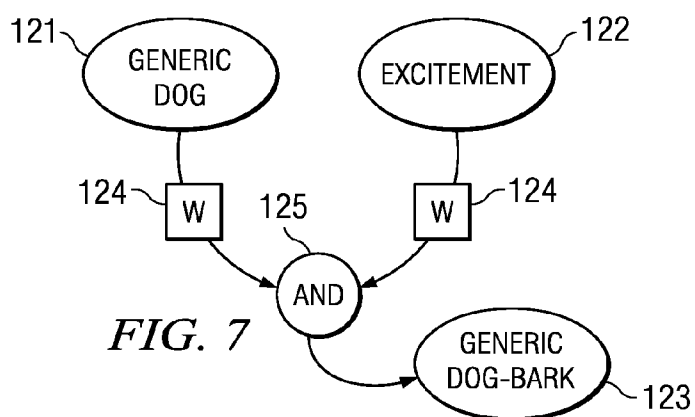 121
GENERIC
DOG
EXCITEMENT
122
124
W
W
124
125
AND
FIG. 7
GENERIC
DOG-BARK
123